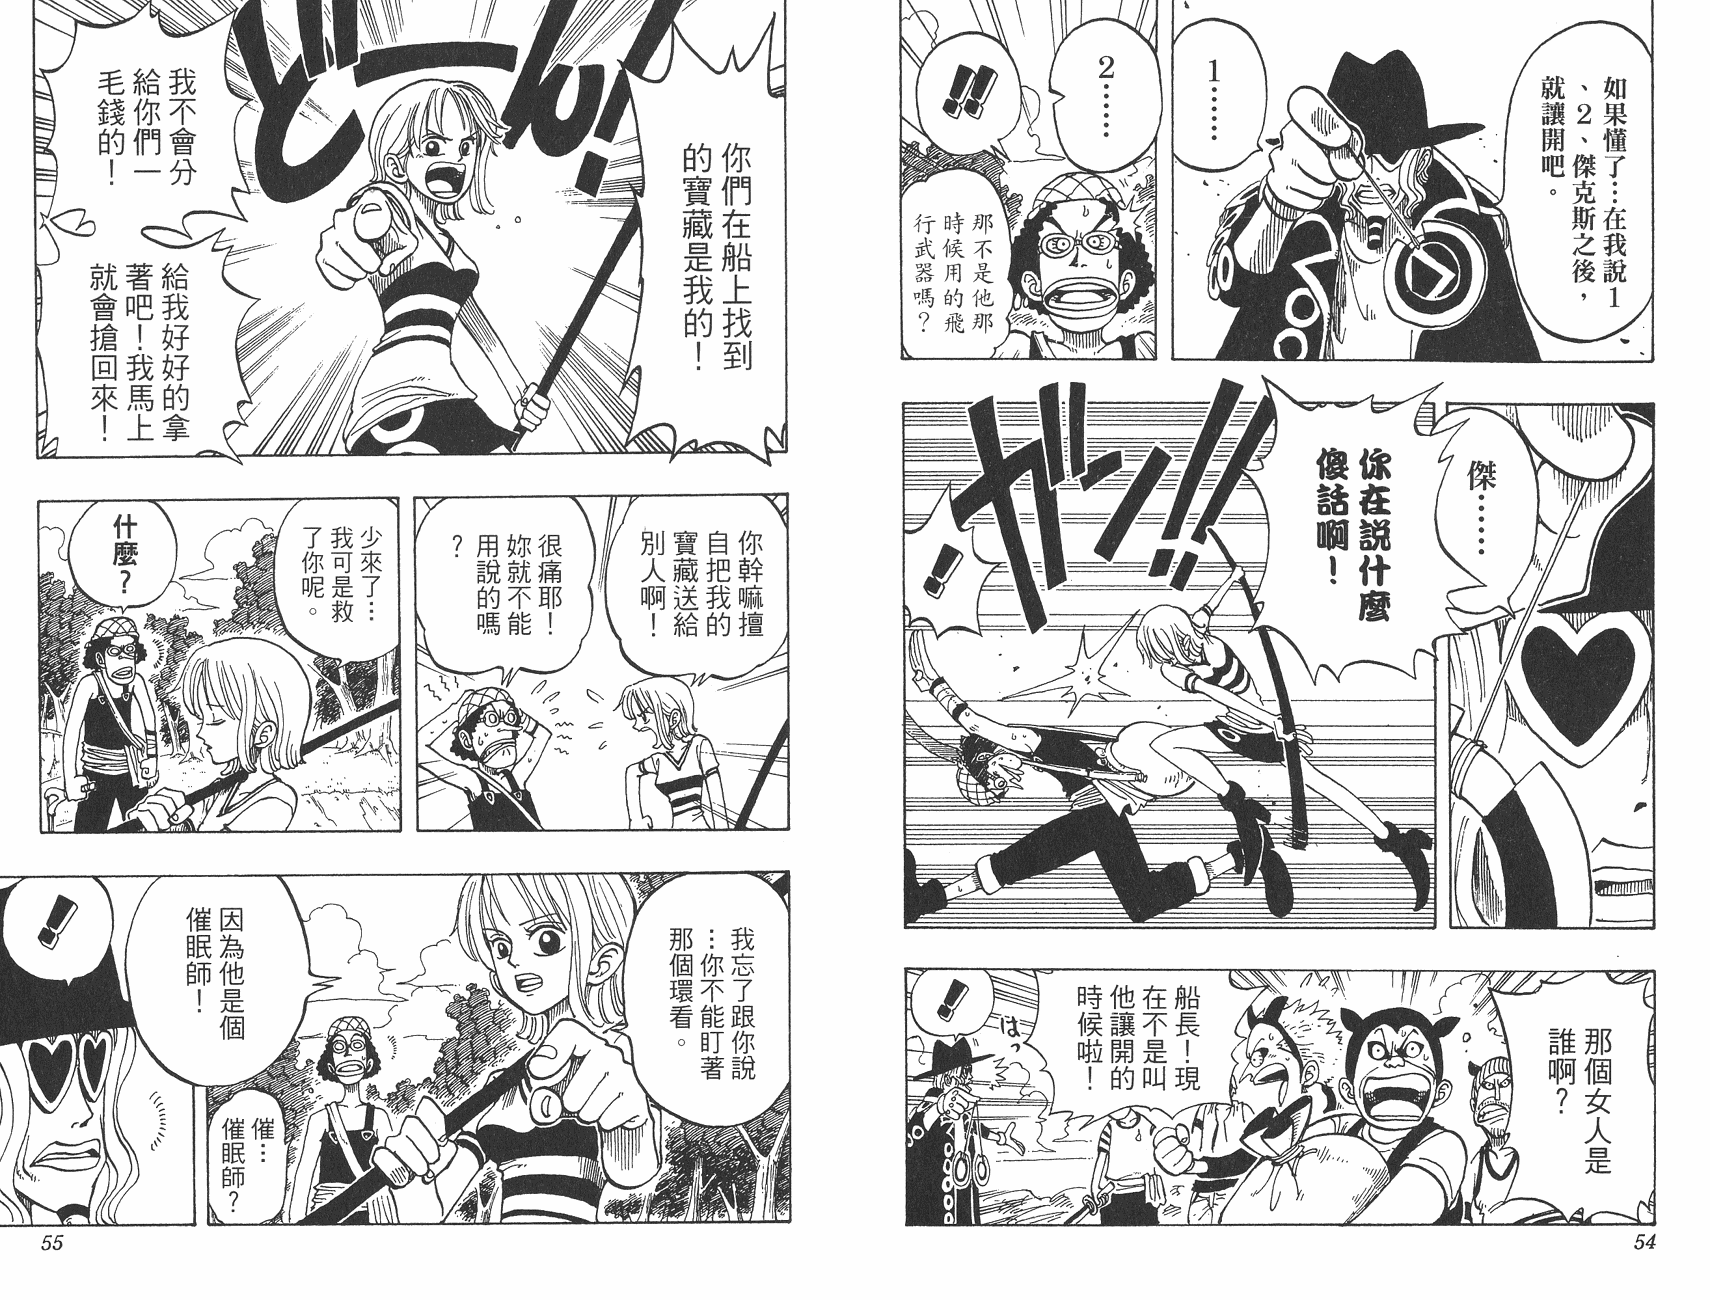 如果懂了…在我說1
、2、傑克斯之後，
就讓開吧。
1……
2……
!!
那不是他那
時候用的飛
行武器嗎？
傑……
你在說什麼
傻話啊！
ガン!!
!
那個女人是
誰啊？
船長！現
在不是叫
他讓開的
時候啦！
はっ
!
54
どーん!
你們在船上找到
的寶藏是我的！
我不會分
給你們一
毛錢的！
給我好好的拿
著吧！我馬上
就會搶回來！
你幹嘛擅
自把我的
寶藏送給
別人啊！
很痛耶！
妳就不能
用說的嗎
？
少來了…
我可是救
了你呢。
什麼？
我忘了跟你說
…你不能盯著
那個環看。
因為他是個
催眠師！
催…
催眠師？
!
55